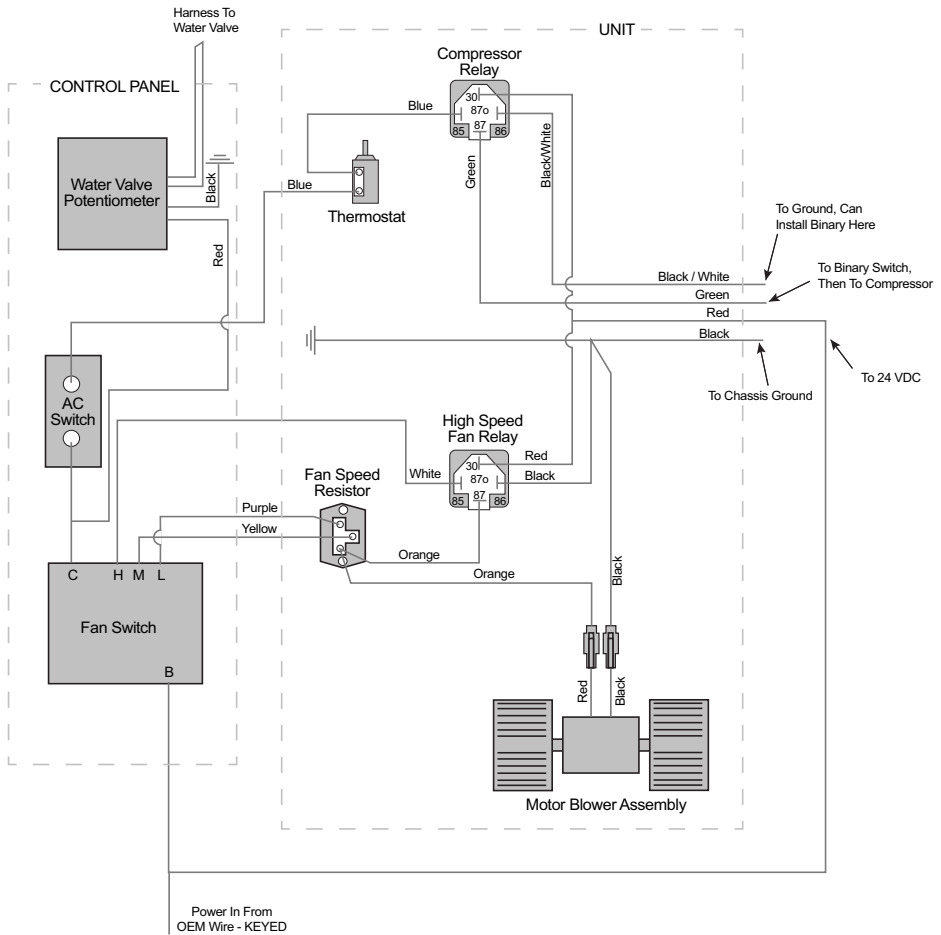 Harness To
Water Valve
UNIT
CONTROL PANEL
Compressor
Relay
30
87o
85
87
86
Blue
Green
Black/White
Water Valve
Potentiometer
Black
Red
Blue
Thermostat
To Ground, Can
Install Binary Here
Black / White
To Binary Switch,
Then To Compressor
Green
Red
Black
To 24 VDC
To Chassis Ground
AC
Switch
High Speed
Fan Relay
30
87o
85
87
86
Red
White
Black
Fan Speed
Resistor
Purple
Yellow
Orange
Orange
Black
C
H
M
L
Fan Switch
B
Red
Black
Motor Blower Assembly
Power In From
OEM Wire - KEYED